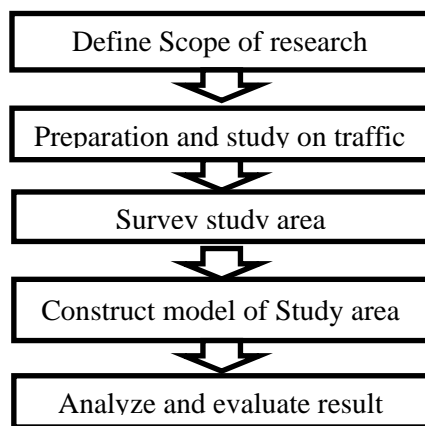 Define Scope of research
Preparation and study on traffic
Survey study area
Construct model of Study area
Analyze and evaluate result